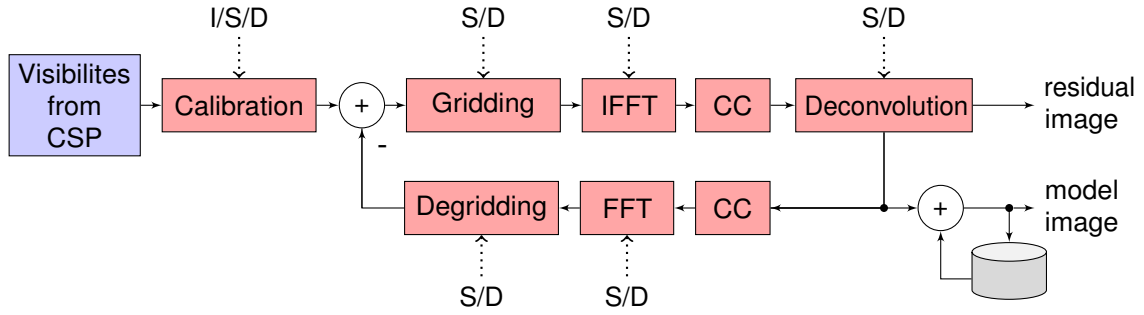 I/S/D
S/D
S/D
S/D
Visibilites
from
CSP
Calibration
+
Gridding
IFFT
CC
Deconvolution
residual
image
-
Degridding
FFT
CC
+
model
image
S/D
S/D